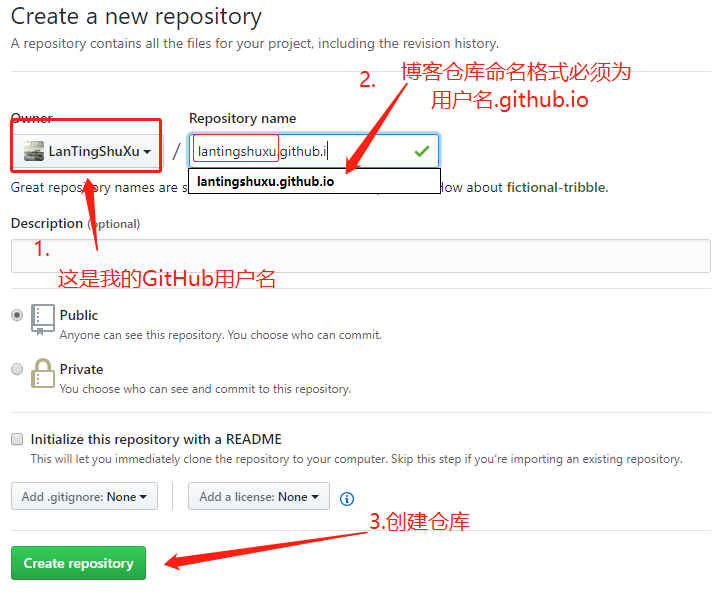 Create a new repository
A repository contains all the files for your project, including the revision history.
2.
博客仓库命名格式必须为
用户名.github.io
Owner
Repository name
LanTingShuXu
/
lantingshuxu.github.i
lantingshuxu.github.io
Great repository names are s
How about fictional-tribble.
Description (optional)
1.
这是我的GitHub用户名
Public
Anyone can see this repository. You choose who can commit.
Private
You choose who can see and commit to this repository.
Initialize this repository with a README
This will let you immediately clone the repository to your computer. Skip this step if you’re importing an existing repository.
Add .gitignore: None
Add a license: None
3.创建仓库
Create repository